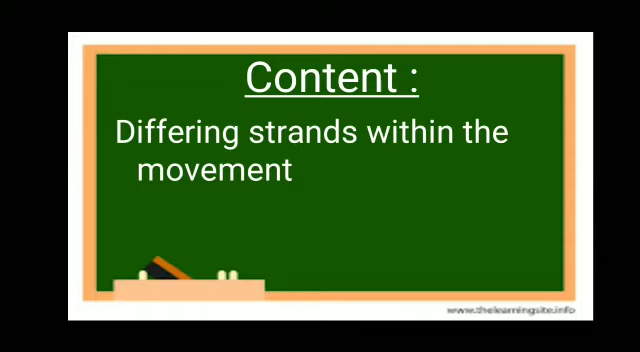 Content :
Differing strands within the
movement
www.thelearningsite.info